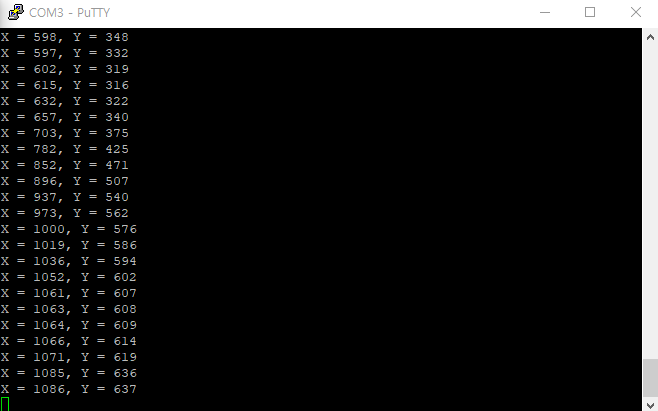 COM3 - PuTTY
X = 598, Y = 348
X = 597, Y = 332
X = 602, Y = 319
X = 615, Y = 316
X = 632, Y = 322
X = 657, Y = 340
X = 703, Y = 375
X = 782, Y = 425
X = 852, Y = 471
X = 896, Y = 507
X = 937, Y = 540
X = 973, Y = 562
X = 1000, Y = 576
X = 1019, Y = 586
X = 1036, Y = 594
X = 1052, Y = 602
X = 1061, Y = 607
X = 1063, Y = 608
X = 1064, Y = 609
X = 1066, Y = 614
X = 1071, Y = 619
X = 1085, Y = 636
X = 1086, Y = 637